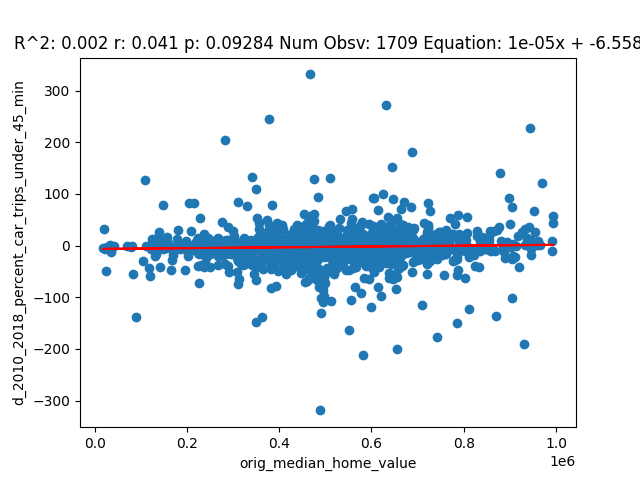 R^2: 0.002 r: 0.041 p: 0.09284 Num Obsv: 1709 Equation: 1e-05x + -6.558
d_2010_2018_percent_car_trips_under_45_min
300
200
100
0
−100
−200
−300
0.0 0.2 0.4 0.6 0.8 1.0
1e6
orig_median_home_value